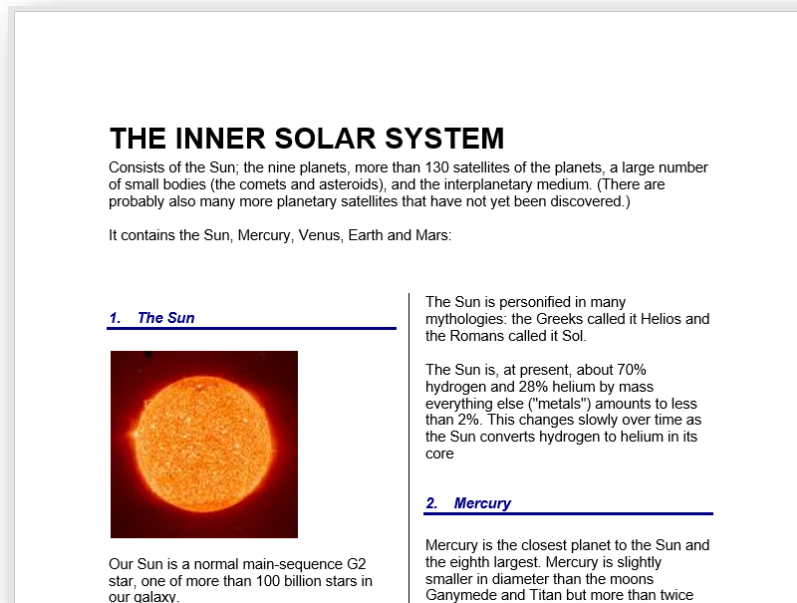 THE INNER SOLAR SYSTEM
Consists of the Sun; the nine planets, more than 130 satellites of the planets, a large number
of small bodies (the comets and asteroids), and the interplanetary medium. (There are
probably also many more planetary satellites that have not yet been discovered.)
It contains the Sun, Mercury, Venus, Earth and Mars:
1. The Sun
Our Sun is a normal main-sequence G2
star, one of more than 100 billion stars in
our galaxy.
The Sun is personified in many
mythologies: the Greeks called it Helios and
the Romans called it Sol.
The Sun is, at present, about 70%
hydrogen and 28% helium by mass
everything else ("metals") amounts to less
than 2%. This changes slowly over time as
the Sun converts hydrogen to helium in its
core
2. Mercury
Mercury is the closest planet to the Sun and
the eighth largest. Mercury is slightly
smaller in diameter than the moons
Ganymede and Titan but more than twice